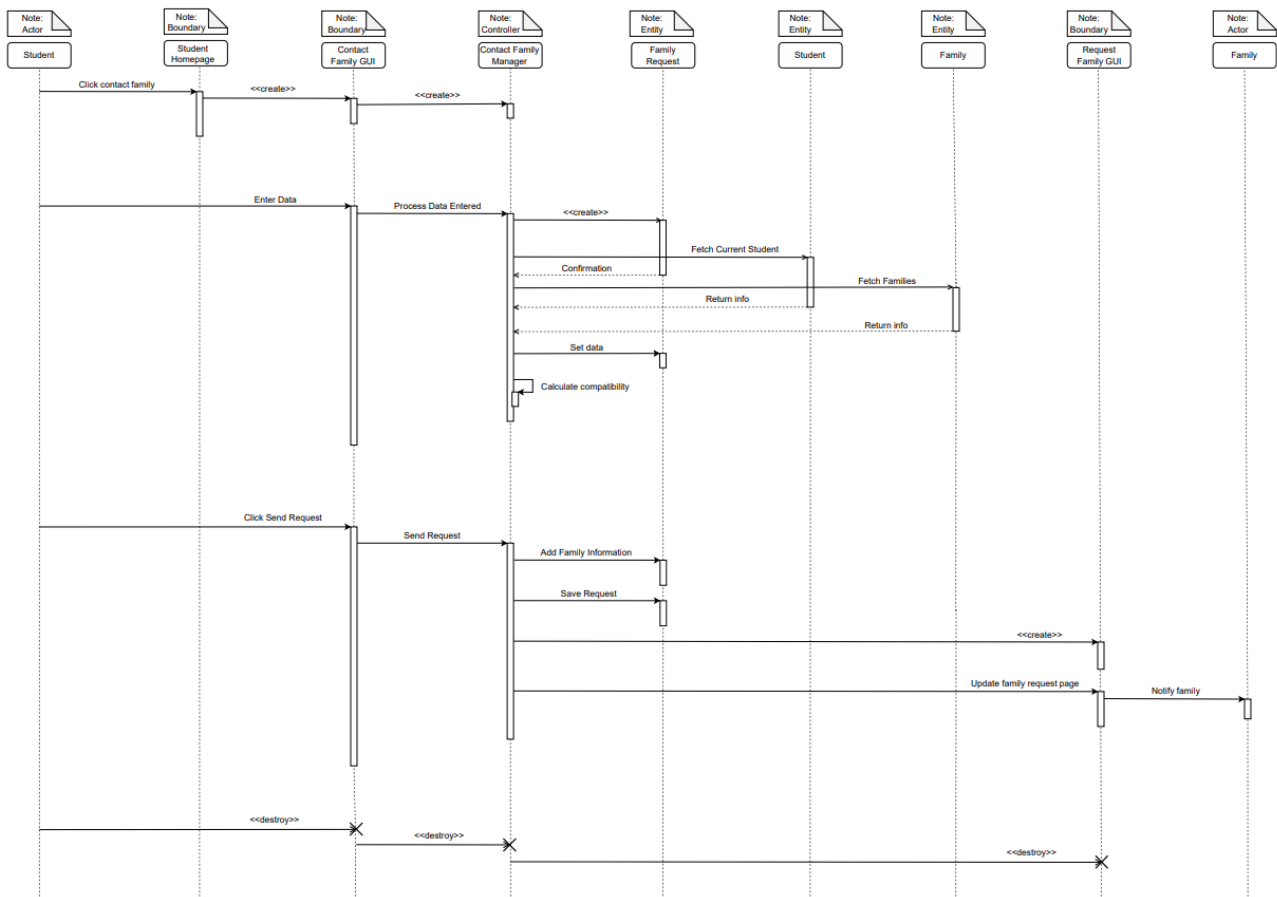 Note:
Actor
Note:
Boundary
Note:
Boundary
Note:
Controller
Note:
Entity
Note:
Entity
Note:
Entity
Note:
Boundary
Note:
Actor
Student
Student
Homepage
Contact
Family GUI
Contact Family
Manager
Family
Request
Student
Family
Request
Family GUI
Family
Click contact family
<<create>>
<<create>>
Enter Data
Process Data Entered
<<create>>
Fetch Current Student
Confirmation
Fetch Families
Return info
Return info
Set data
Calculate compatibility
Click Send Request
Send Request
Add Family Information
Save Request
<<create>>
Update family request page
Notify family
<<destroy>>
<<destroy>>
<<destroy>>